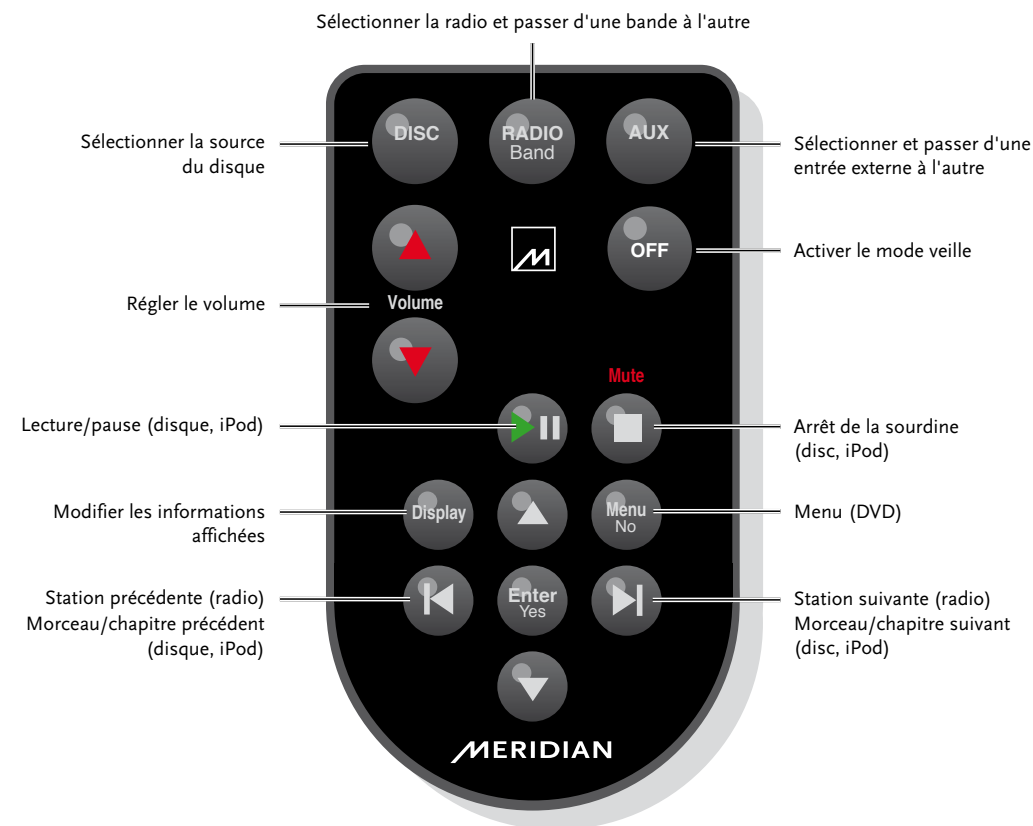 Sélectionner la radio et passer d'une bande à l'autre
DISC
RADIO
Band
AUX
Sélectionner la source
du disque
Sélectionner et passer d'une
entrée externe à l'autre
OFF
Activer le mode veille
Régler le volume
Volume
Mute
Lecture/pause (disque, iPod)
Arrêt de la sourdine
(disc, iPod)
Modifier les informations
affichées
Display
Menu
No
Menu (DVD)
Station précédente (radio)
Morceau/chapitre précédent
(disque, iPod)
Enter
Yes
Station suivante (radio)
Morceau/chapitre suivant
(disc, iPod)
MERIDIAN